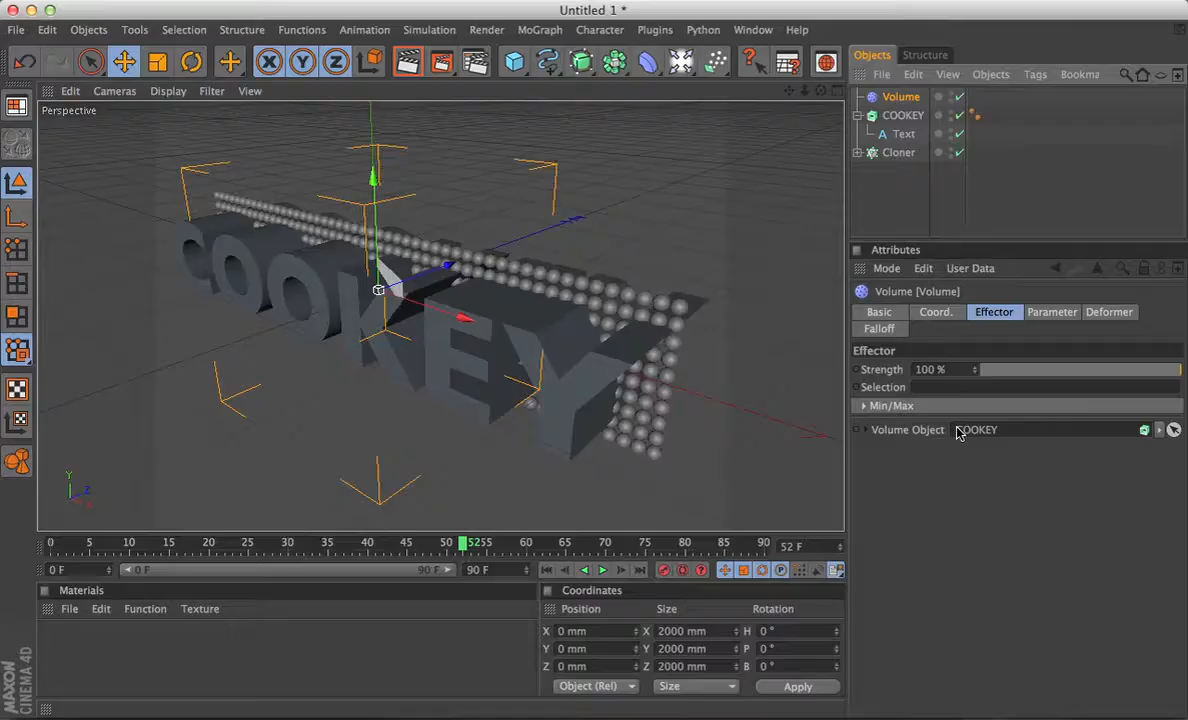 Untitled 1 *
File Edit Objects Tools Selection Structure Functions Animation Simulation Render MoGraph Character Plugins Python Window Help
X Y Z
Objects Structure
File Edit View Objects Tags Bookma
Edit Cameras Display Filter View
Perspective
Volume
COOKEY
A Text
Cloner
COOKEY
Y
Z
Attributes
Mode Edit User Data
Volume [Volume]
Basic Coord. Effector Parameter Deformer
Falloff
Effector
Strength 100 %
Selection
Min/Max
Volume Object COOKEY
0 5 10 15 20 25 30 35 40 45 50 5255 60 65 70 75 80 85 90 52 F
0 F 0 F 90 F 90 F
Materials
File Edit Function Texture
Coordinates
Position Size Rotation
X 0 mm X 2000 mm H 0 °
Y 0 mm Y 2000 mm P 0 °
Z 0 mm Z 2000 mm B 0 °
Object (Rel) Size Apply
MAXON
CINEMA 4D